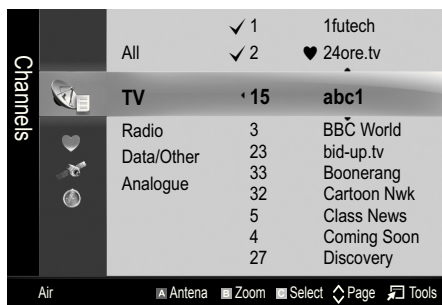 Channels
✓ 1 1futech
All ✓ 2 ♥ 24ore.tv
TV 15 abc1
Radio 3 BBC World
Data/Other 23 bid-up.tv
Analogue 33 Boonerang
32 Cartoon Nwk
5 Class News
4 Coming Soon
27 Discovery
Air A Antena B Zoom C Select Page Tools